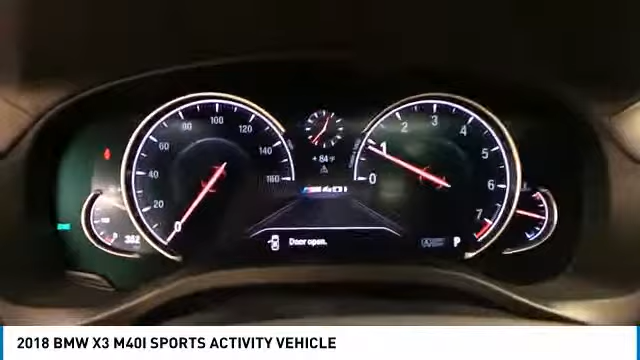 80 100 120
60 140
40 160
20
0
+84°F
M40i
1 2 3 4 5 6 7
0
382
Door open.
P
2018 BMW X3 M40I SPORTS ACTIVITY VEHICLE